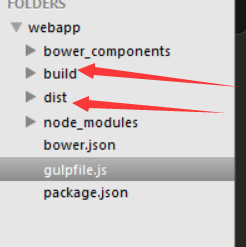 FOLDERS
webapp
bower_components
build
dist
node_modules
bower.json
gulpfile.js
package.json